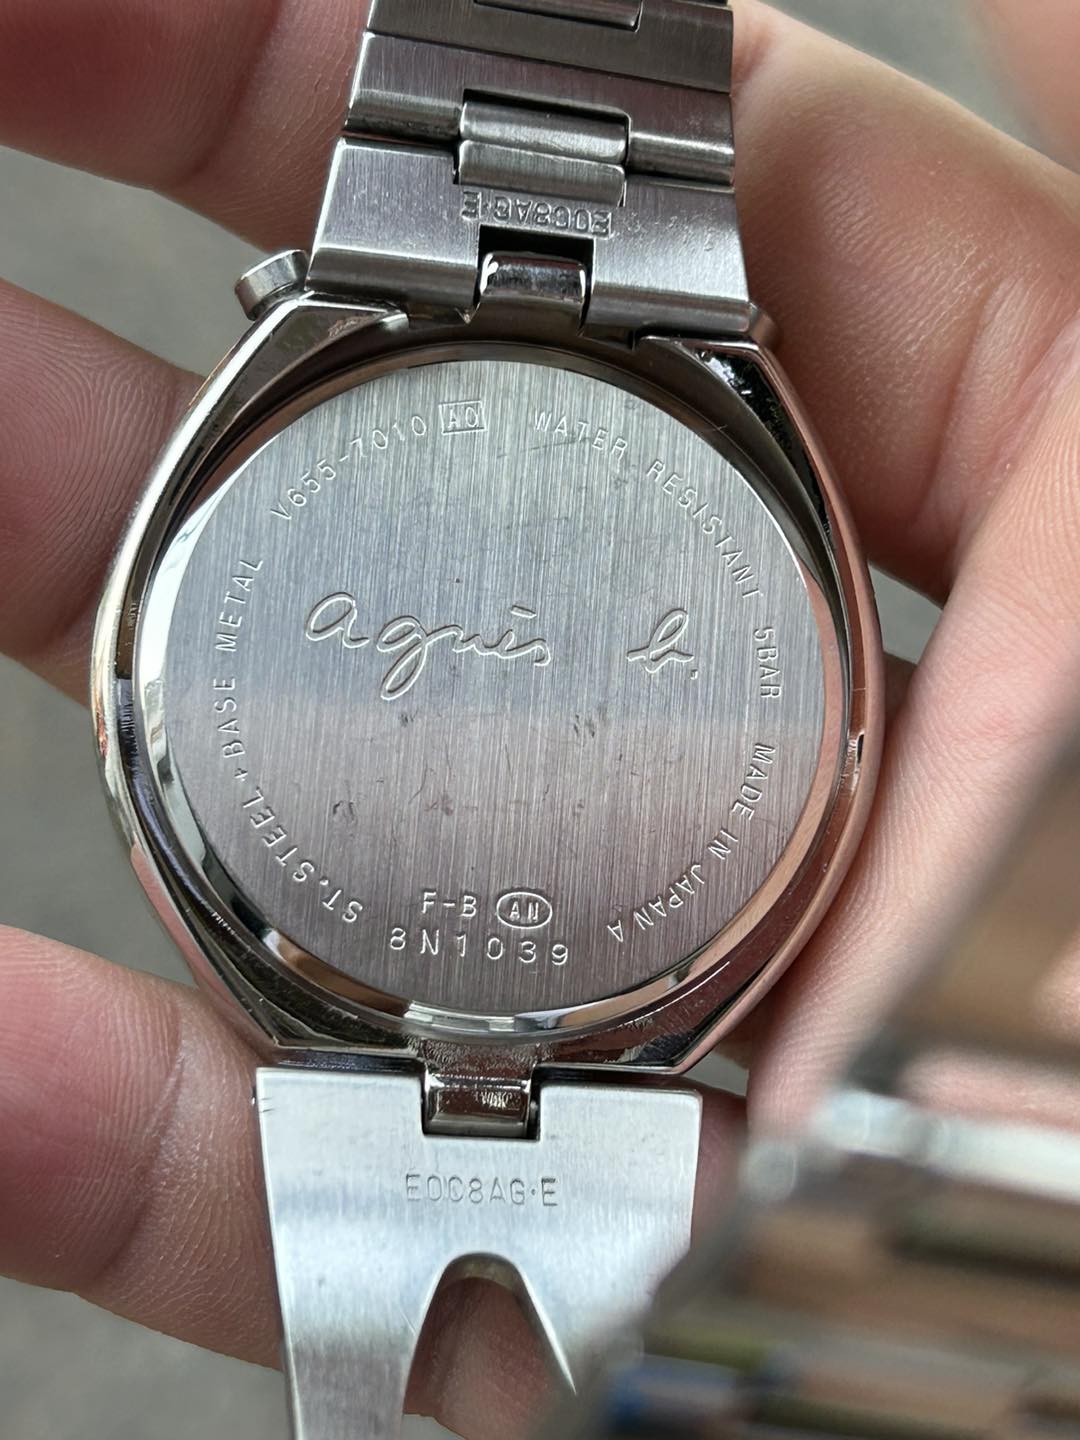 E0C8AG·E
V655-7010 A0 WATER RESISTANT 5BAR MADE IN JAPAN A
agnès b.
ST.STEEL+BASE METAL
F-B AN
8N1039
E0C8AG·E